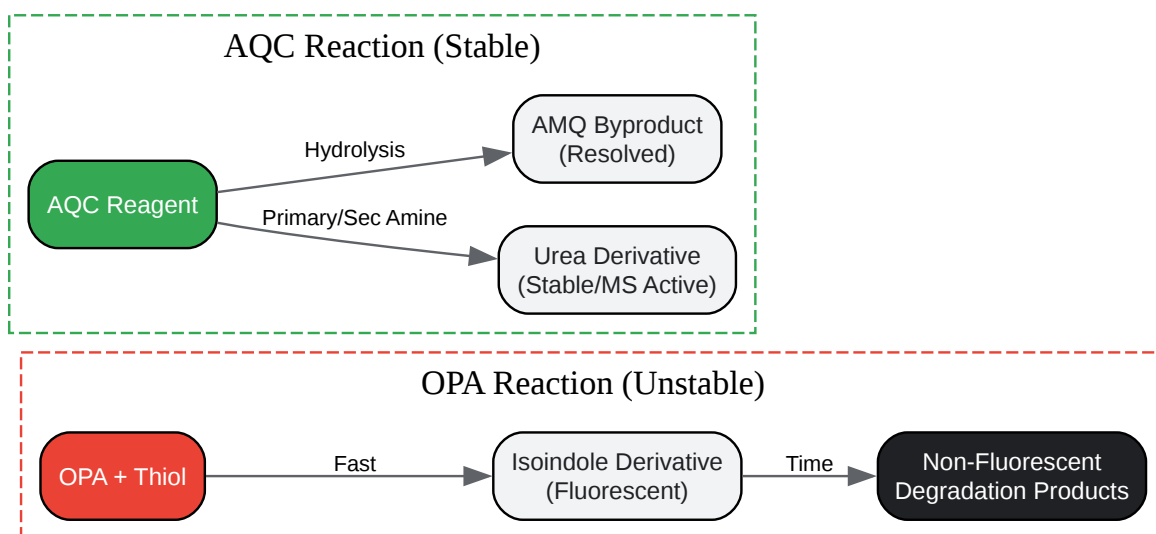 AQC Reaction (Stable)
AQC Reagent
Hydrolysis
AMQ Byproduct
(Resolved)
Primary/Sec Amine
Urea Derivative
(Stable/MS Active)
OPA Reaction (Unstable)
OPA + Thiol
Fast
Isoindole Derivative
(Fluorescent)
Time
Non-Fluorescent
Degradation Products